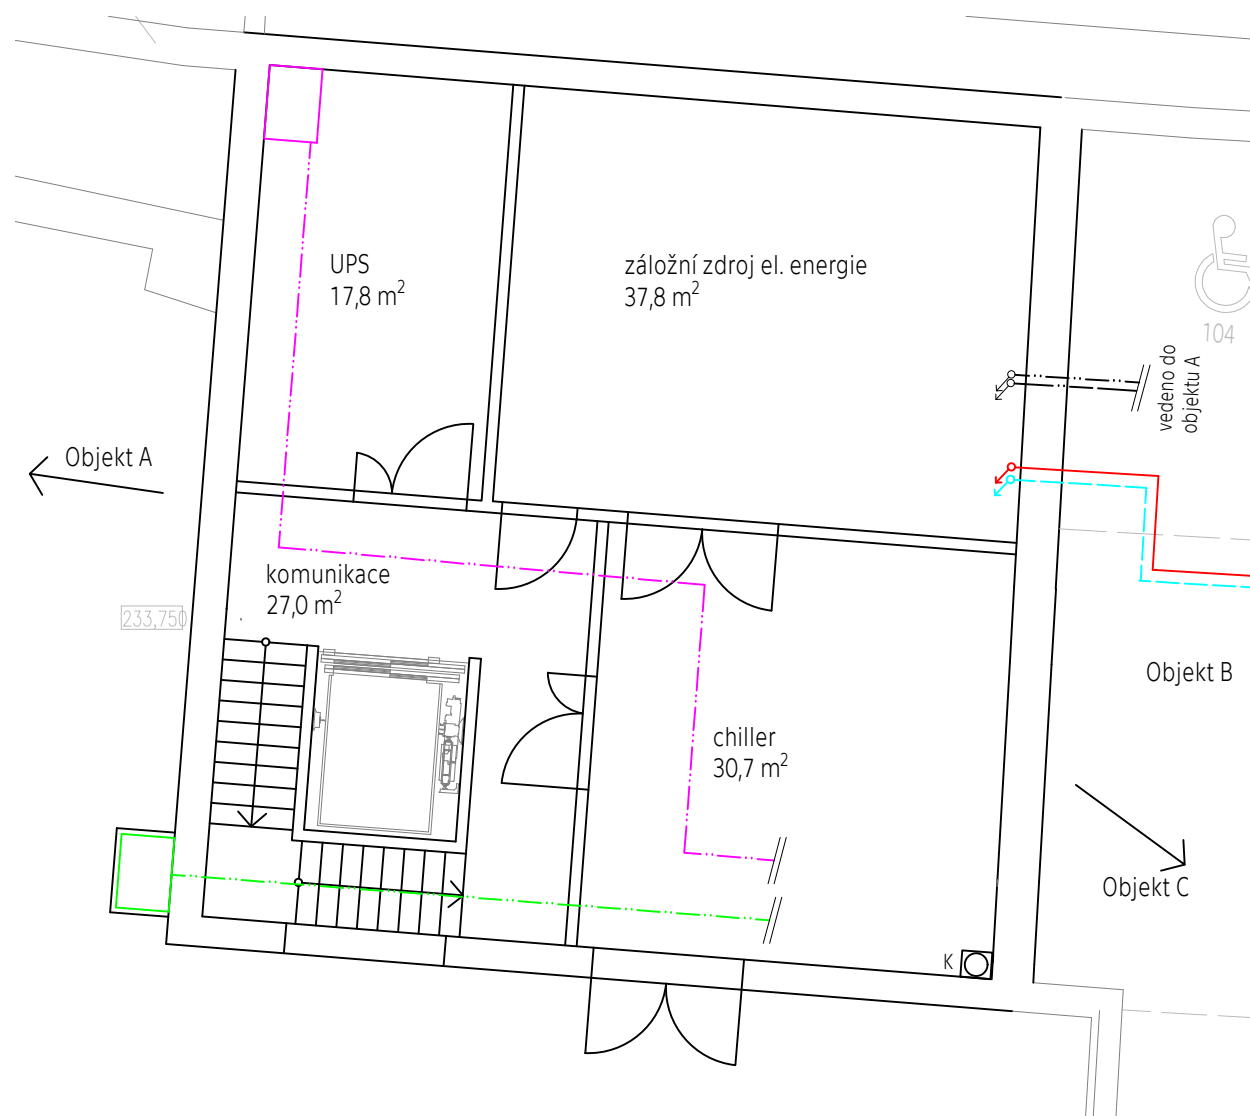 UPS
17,8 m²
záložní zdroj el. energie
37,8 m²
104
vedeno do
objektu A
Objekt A
komunikace
27,0 m²
233,750
Objekt B
chiller
30,7 m²
Objekt C
K